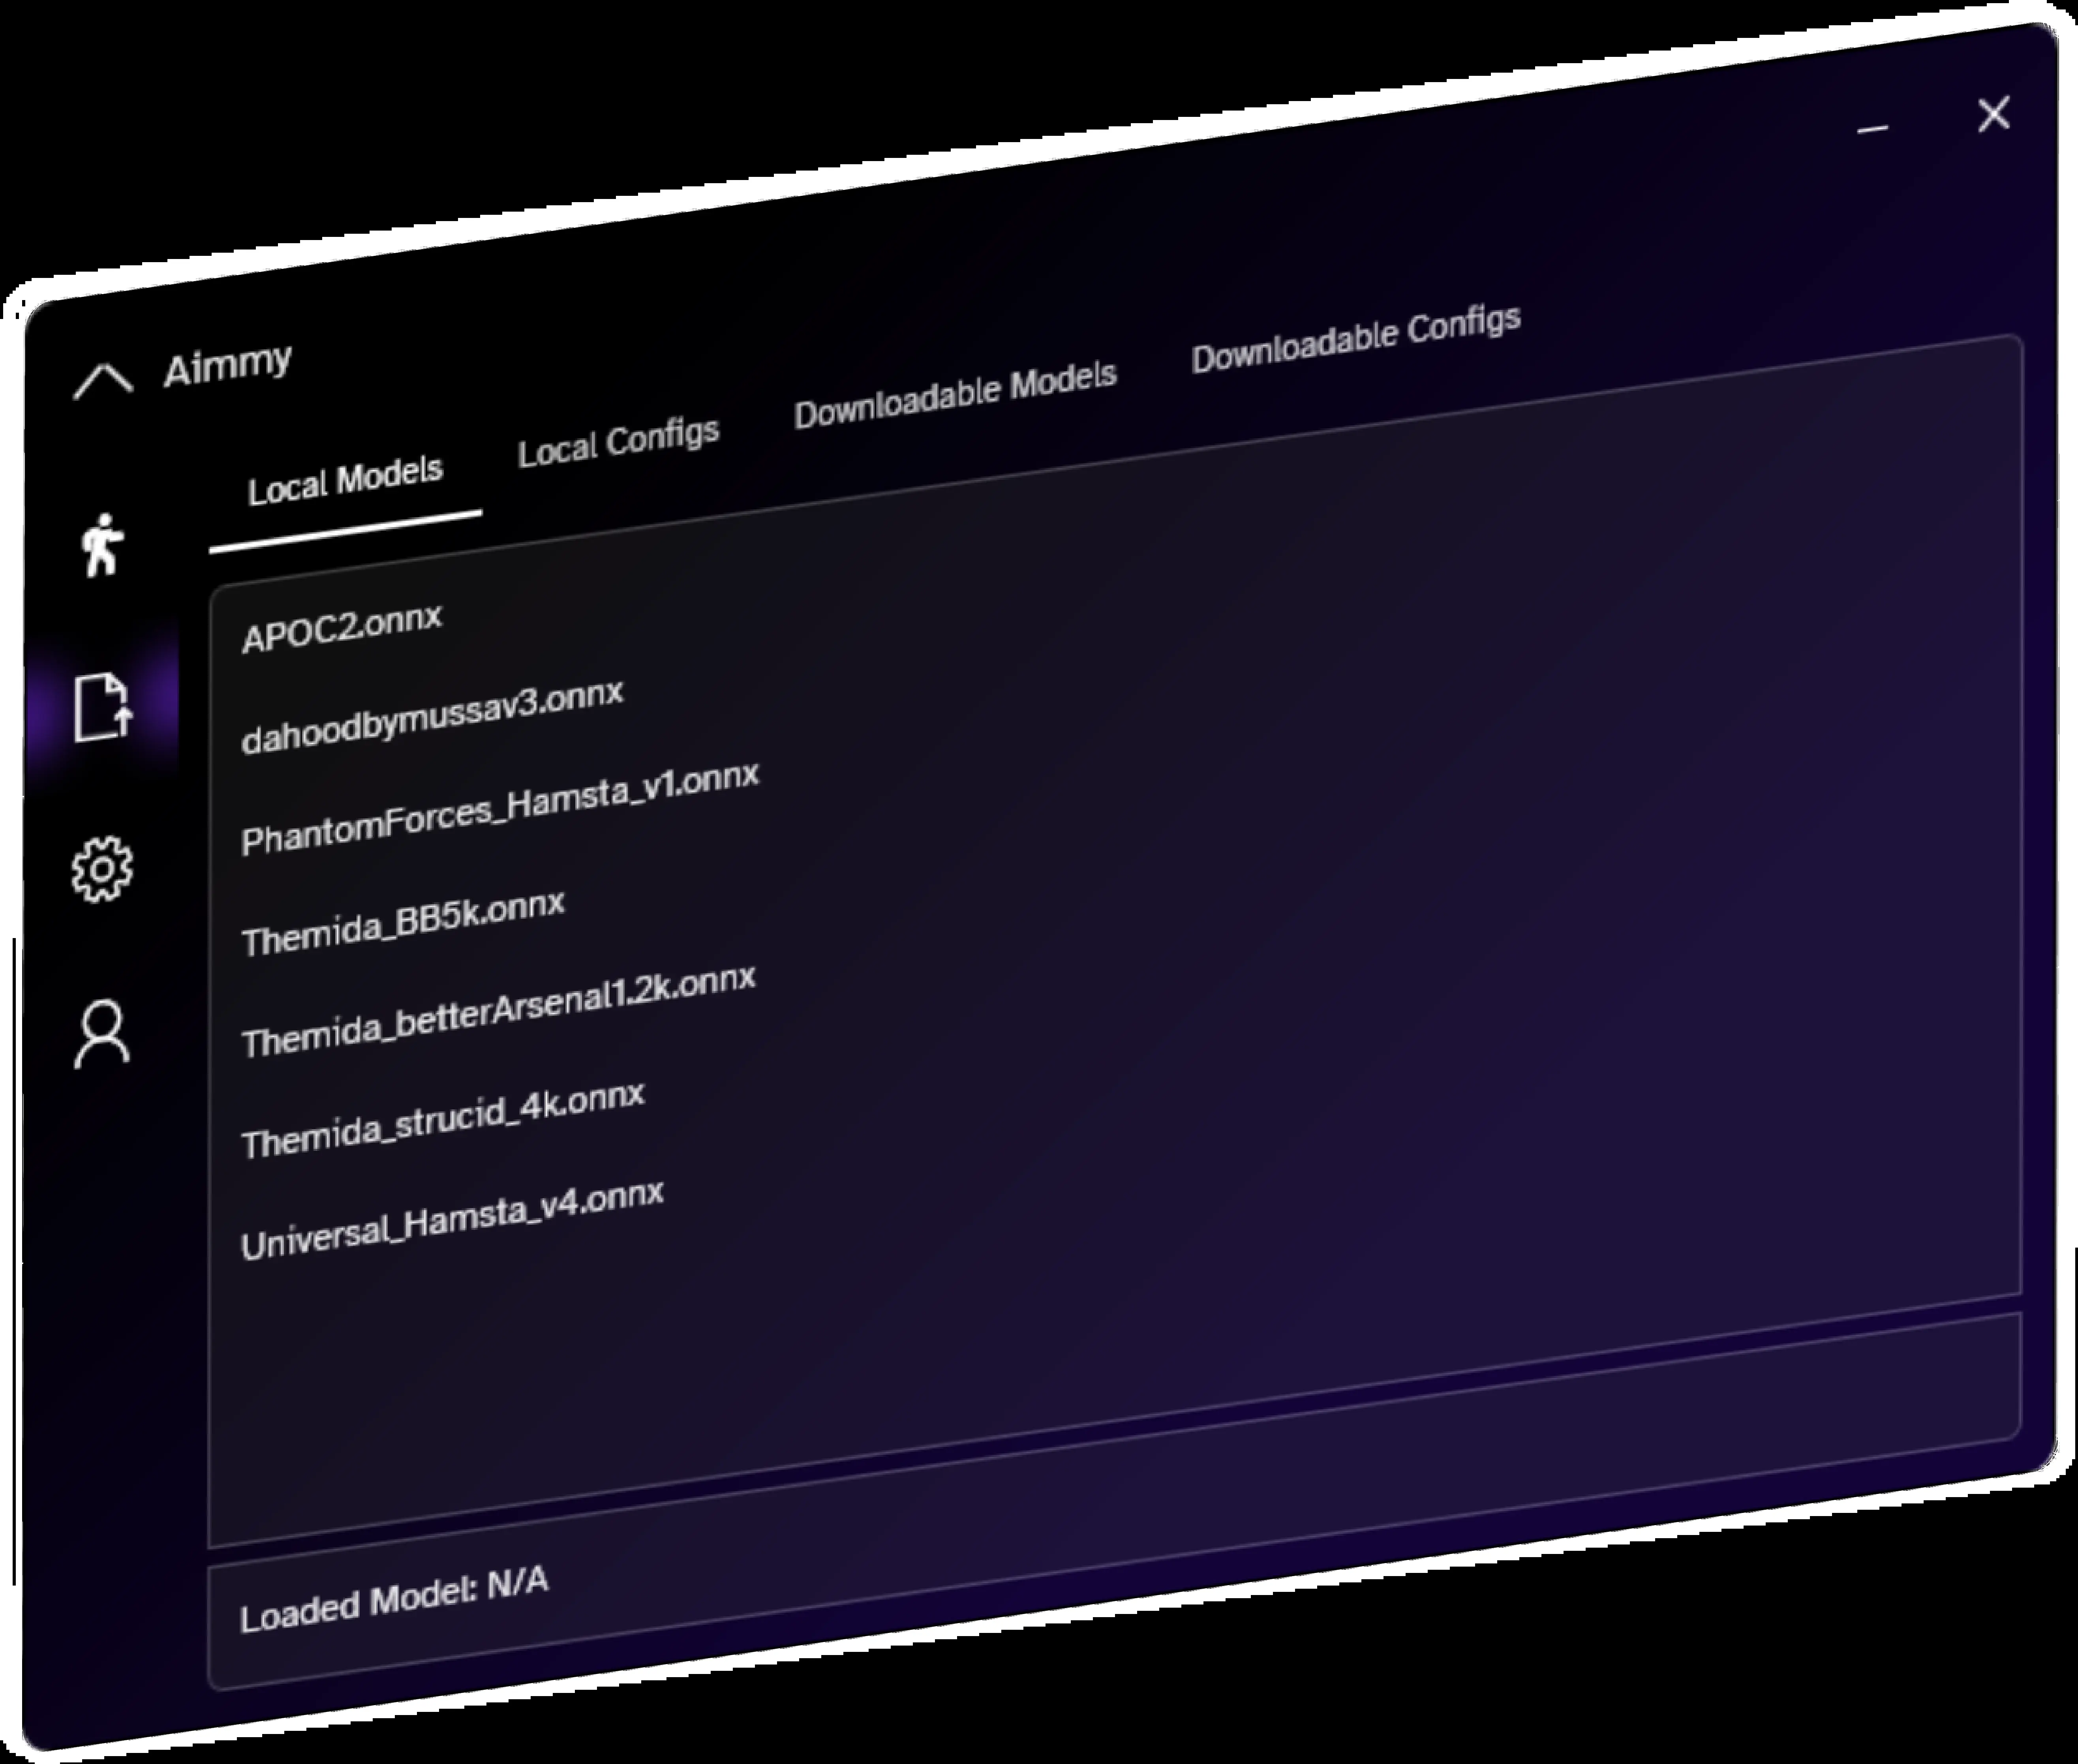 Aimmy
Local Models Local Configs Downloadable Models Downloadable Configs
APOC2.onnx
dahoodbymussav3.onnx
PhantomForces_Hamsta_v1.onnx
Themida_BB5k.onnx
Themida_betterArsenal1.2k.onnx
Themida_strucid_4k.onnx
Universal_Hamsta_v4.onnx
Loaded Model: N/A